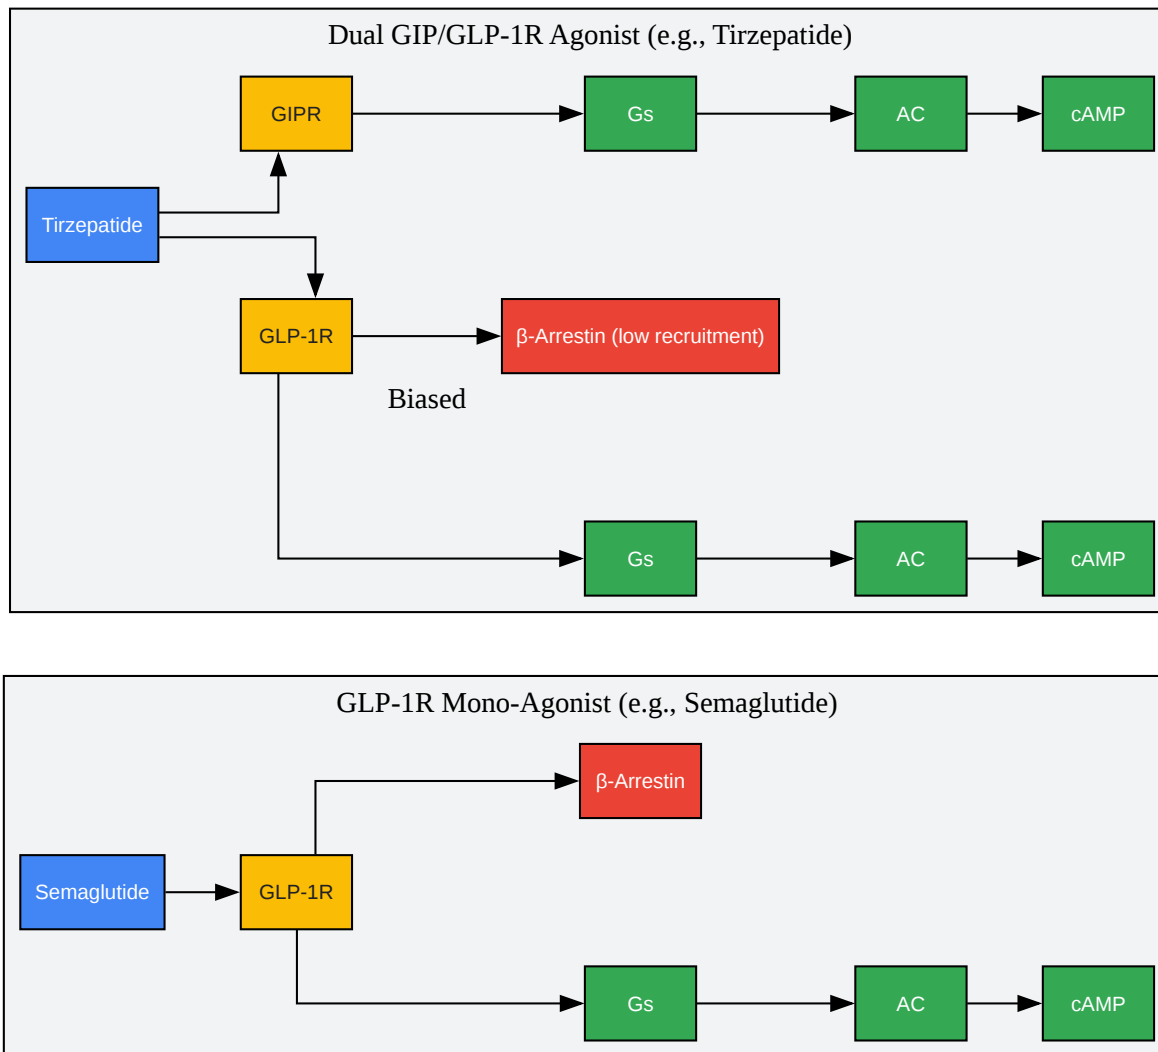 Dual GIP/GLP-1R Agonist (e.g., Tirzepatide)
GIPR
Gs
AC
cAMP
Tirzepatide
GLP-1R
β-Arrestin (low recruitment)
Biased
Gs
AC
cAMP
GLP-1R Mono-Agonist (e.g., Semaglutide)
β-Arrestin
Semaglutide
GLP-1R
Gs
AC
cAMP